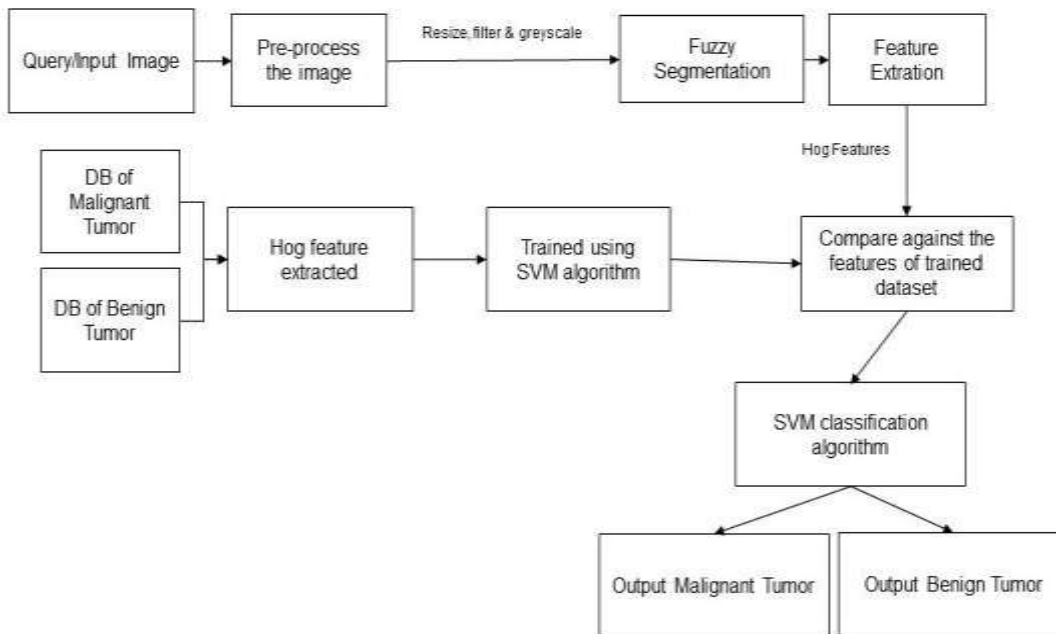 Query/Input Image
Pre-process
the image
Resize, filter & greyscale
Fuzzy
Segmentation
Feature
Extration
Hog Features
DB of
Malignant
Tumor
DB of Benign
Tumor
Hog feature
extracted
Trained using
SVM algorithm
Compare against the
features of trained
dataset
SVM classification
algorithm
Output Malignant Tumor
Output Benign Tumor